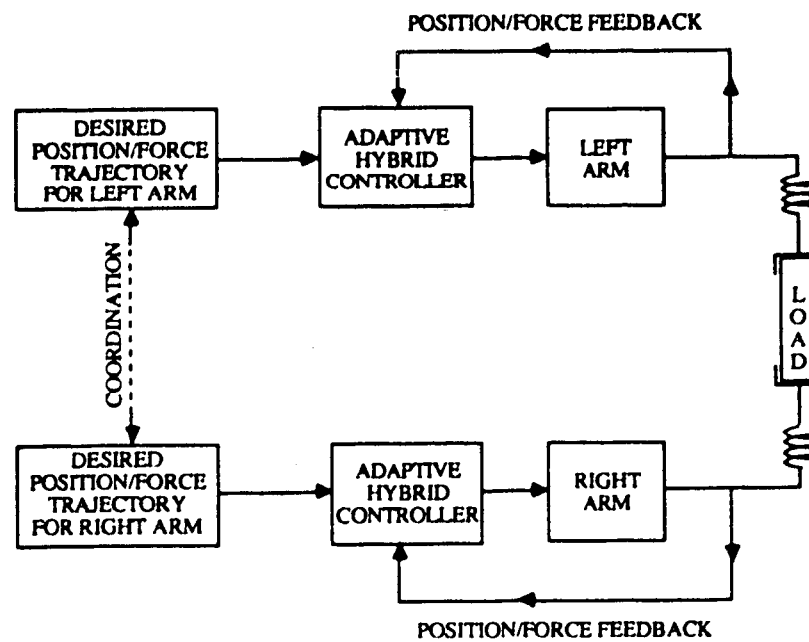 POSITION/FORCE FEEDBACK
DESIRED
POSITION/FORCE
TRAJECTORY
FOR LEFT ARM
ADAPTIVE
HYBRID
CONTROLLER
LEFT
ARM
COORDINATION
L
O
A
D
DESIRED
POSITION/FORCE
TRAJECTORY
FOR RIGHT ARM
ADAPTIVE
HYBRID
CONTROLLER
RIGHT
ARM
POSITION/FORCE FEEDBACK